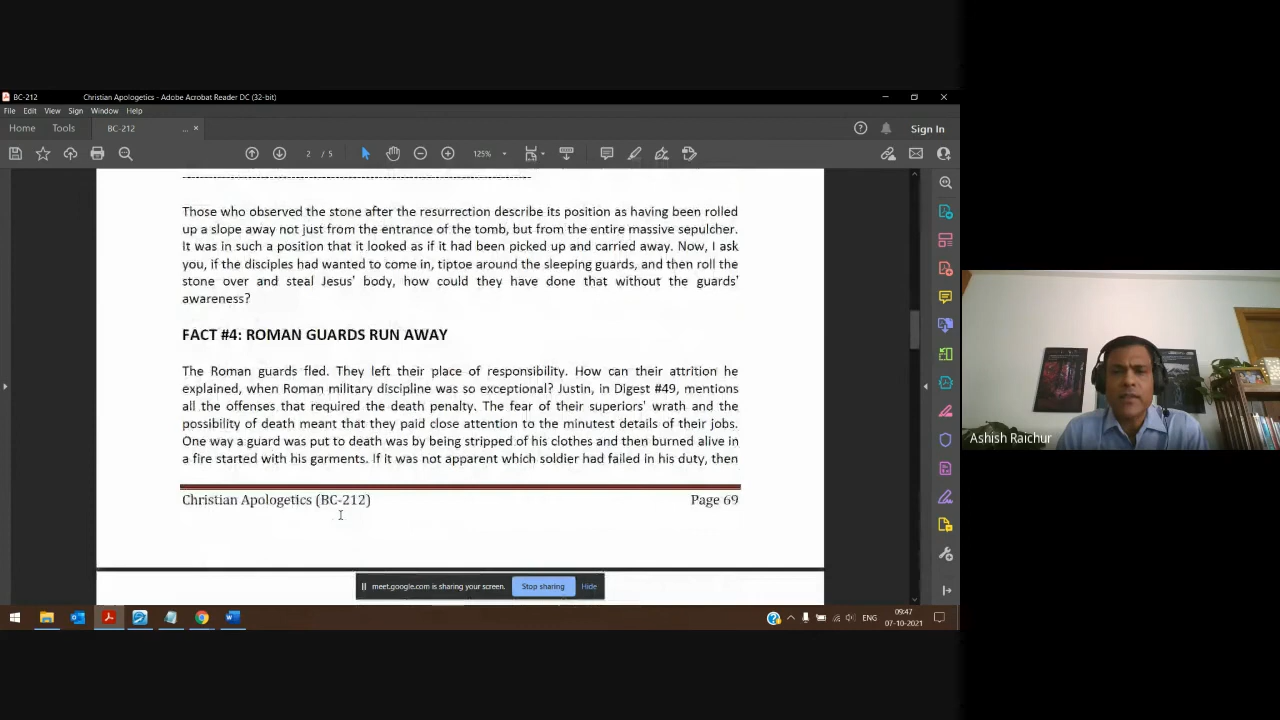 BC-212 Christian Apologetics - Adobe Acrobat Reader DC (32-bit)
File Edit View Sign Window Help
Home Tools BC-212 ... × Sign In
2 / 5 125%
Those who observed the stone after the resurrection describe its position as having been rolled
up a slope away not just from the entrance of the tomb, but from the entire massive sepulcher.
It was in such a position that it looked as if it had been picked up and carried away. Now, I ask
you, if the disciples had wanted to come in, tiptoe around the sleeping guards, and then roll the
stone over and steal Jesus' body, how could they have done that without the guards'
awareness?
FACT #4: ROMAN GUARDS RUN AWAY
The Roman guards fled. They left their place of responsibility. How can their attrition he
explained, when Roman military discipline was so exceptional? Justin, in Digest #49, mentions
all the offenses that required the death penalty. The fear of their superiors' wrath and the
possibility of death meant that they paid close attention to the minutest details of their jobs.
One way a guard was put to death was by being stripped of his clothes and then burned alive in
a fire started with his garments. If it was not apparent which soldier had failed in his duty, then
Christian Apologetics (BC-212) Page 69
Ashish Raichur
meet.google.com is sharing your screen. Stop sharing Hide
ENG
09:47
07-10-2021